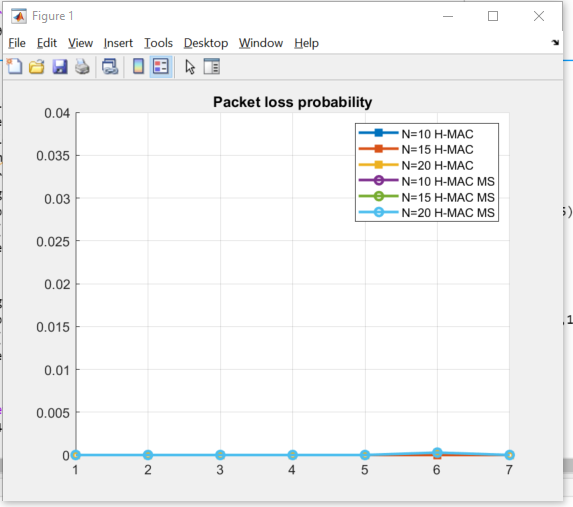 Figure 1
File Edit View Insert Tools Desktop Window Help
Packet loss probability
0.04
0.035
0.03
0.025
0.02
0.015
0.01
0.005
0
N=10 H-MAC
N=15 H-MAC
N=20 H-MAC
N=10 H-MAC MS
N=15 H-MAC MS
N=20 H-MAC MS
1 2 3 4 5 6 7
5)
,1